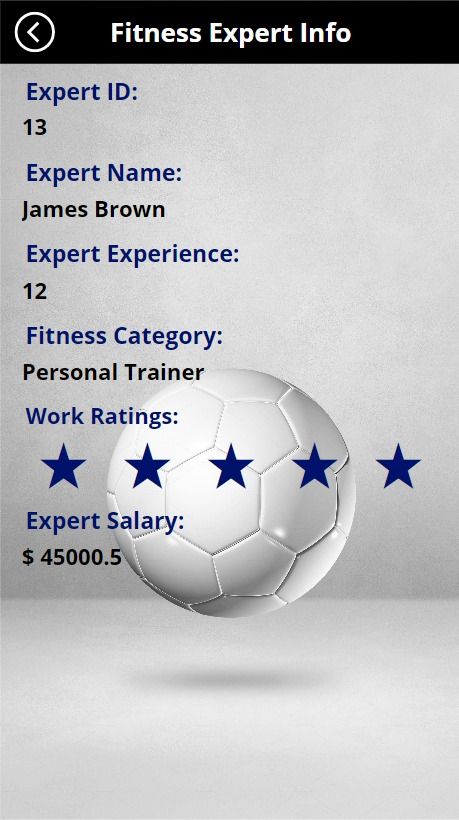 Fitness Expert Info
Expert ID:
13
Expert Name:
James Brown
Expert Experience:
12
Fitness Category:
Personal Trainer
Work Ratings:
Expert Salary:
$ 45000.5